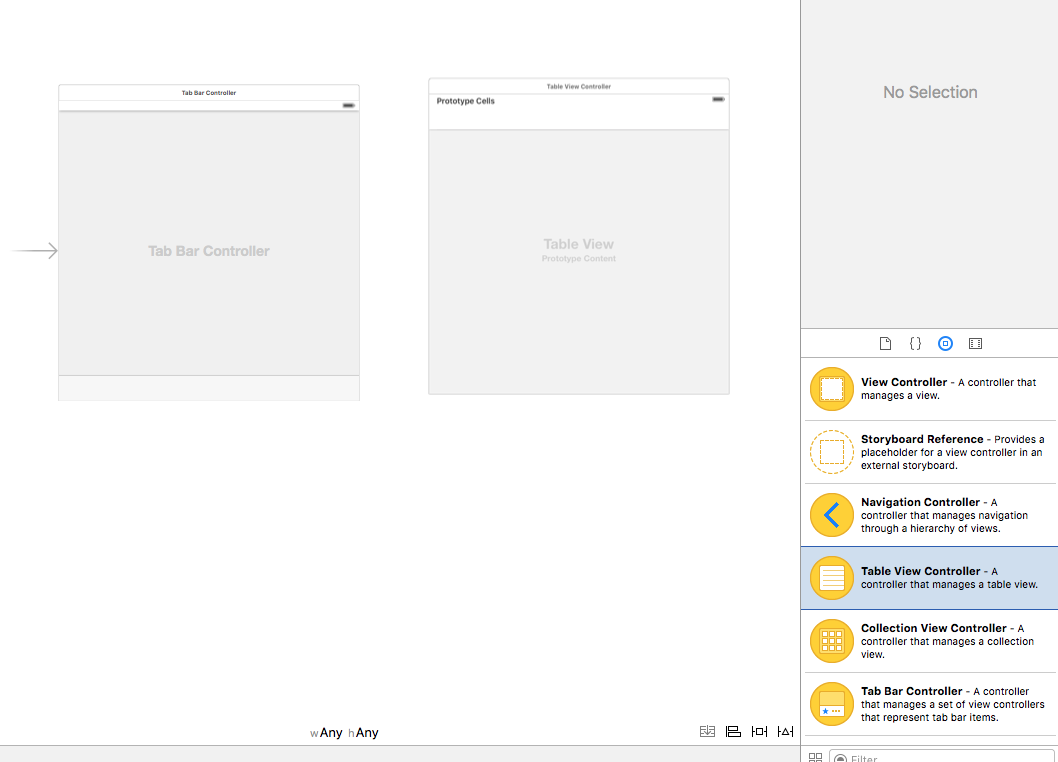 Tab Bar Controller
Tab Bar Controller
Table View Controller
Prototype Cells
Table View
Prototype Content
wAny hAny
No Selection
{}
View Controller - A controller that
manages a view.
Storyboard Reference - Provides a
placeholder for a view controller in an
external storyboard.
Navigation Controller - A
controller that manages navigation
through a hierarchy of views.
Table View Controller - A
controller that manages a table view.
Collection View Controller - A
controller that manages a collection
view.
Tab Bar Controller - A controller
that manages a set of view controllers
that represent tab bar items.
Filter